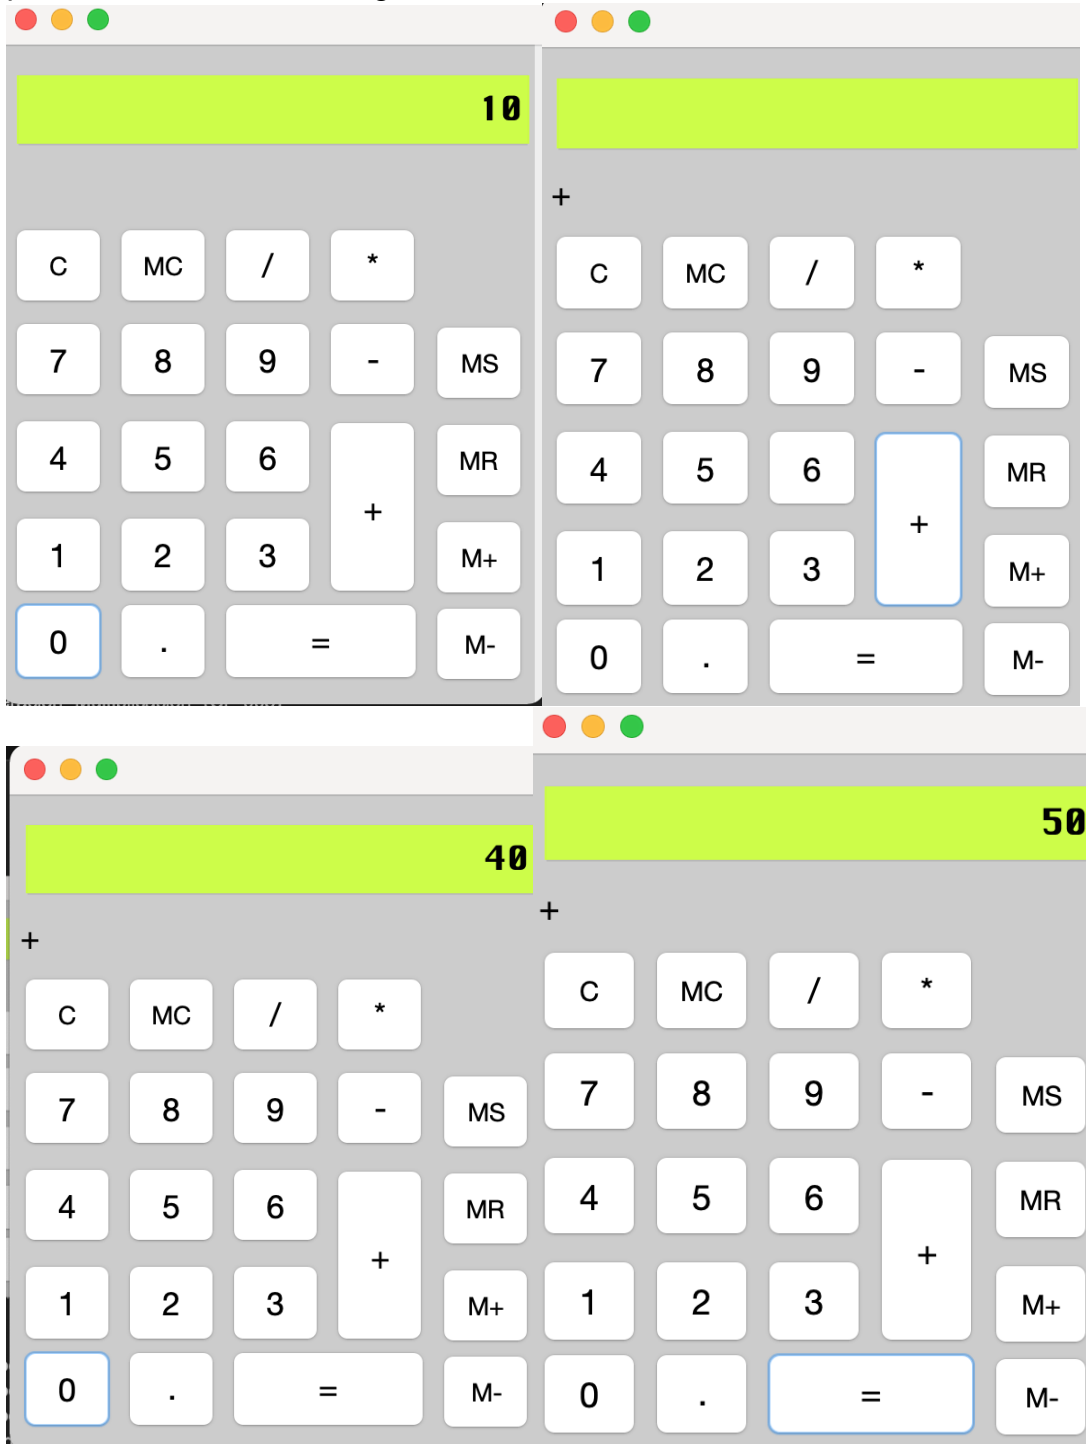 10
C MC / *
7 8 9 - MS
4 5 6 MR
+
1 2 3 M+
0 . = M-
+
C MC / *
7 8 9 - MS
4 5 6 MR
+
1 2 3 M+
0 . = M-
40
+
C MC / *
7 8 9 - MS
4 5 6 MR
+
1 2 3 M+
0 . = M-
50
+
C MC / *
7 8 9 - MS
4 5 6 MR
+
1 2 3 M+
0 . = M-